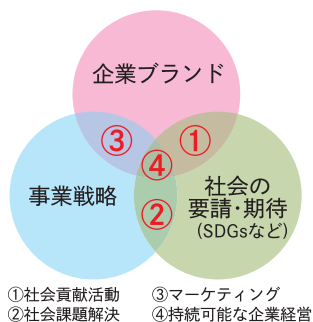 企業ブランド
③
①
④
事業戦略
社会の
要請・期待
(SDGsなど)
②
①社会貢献活動
③マーケティング
②社会課題解決
④持続可能な企業経営